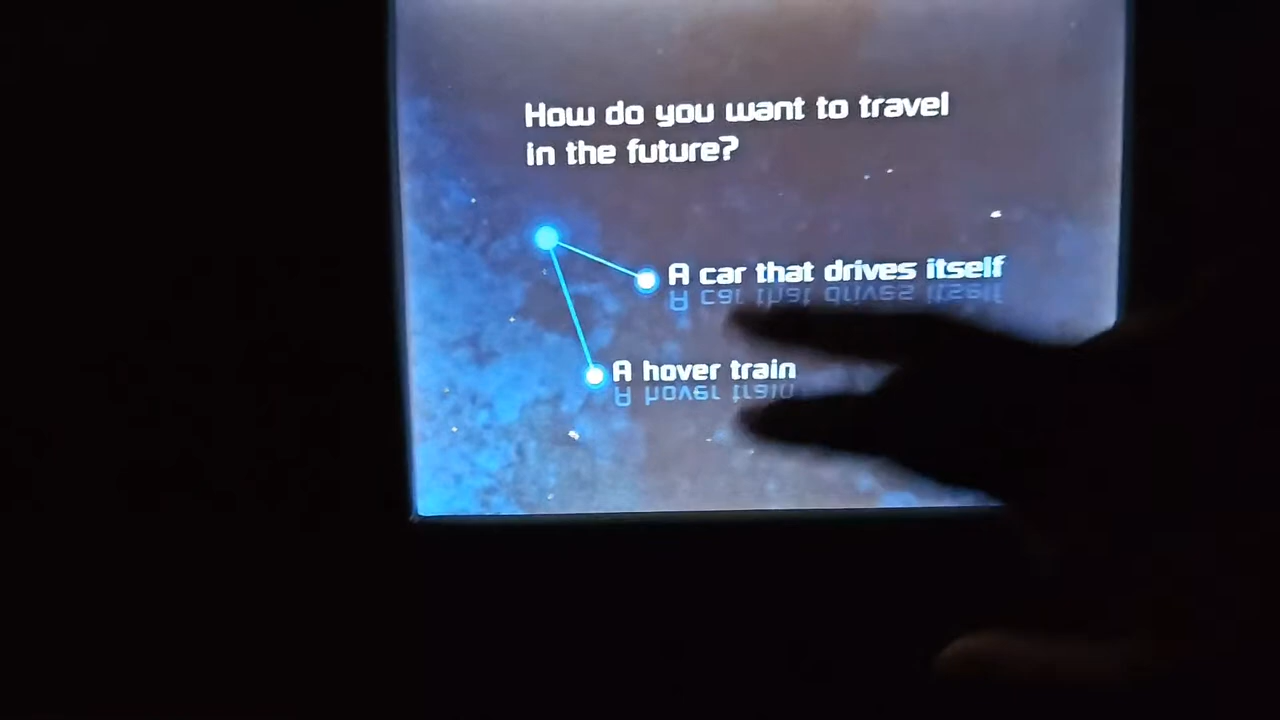 How do you want to travel
in the future?
A car that drives itself
A hover train